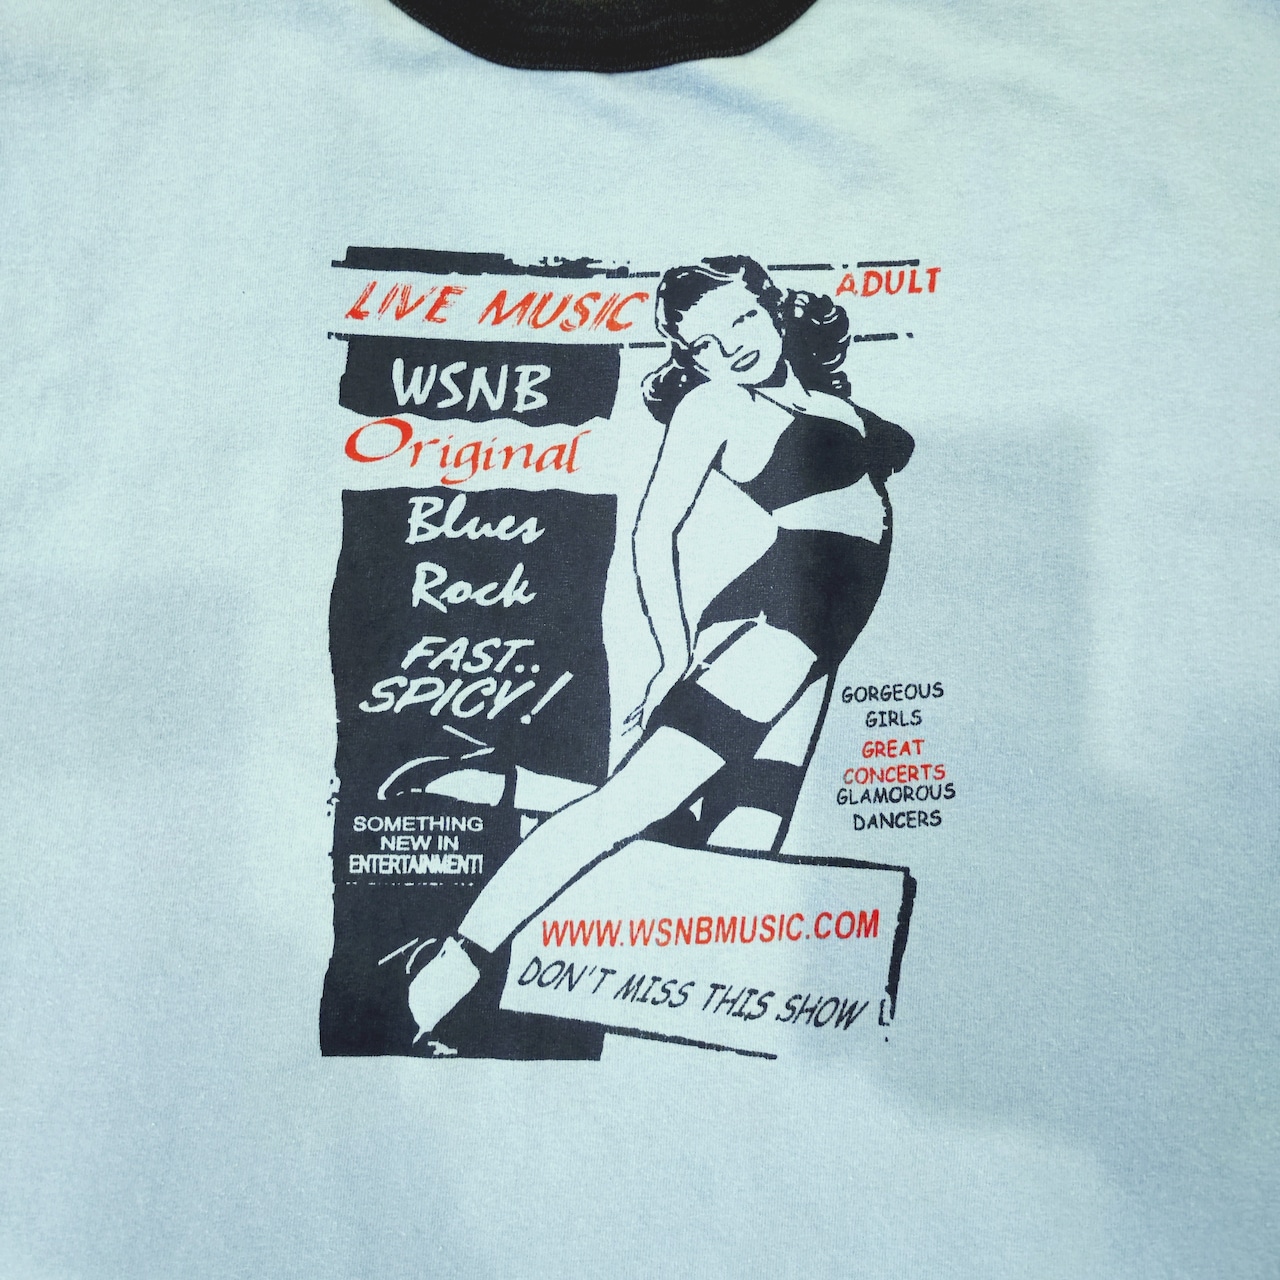 LIVE MUSIC
ADULT
WSNB
Original
Blues
Rock
FAST..
SPICY!
GORGEOUS
GIRLS
GREAT
CONCERTS
GLAMOROUS
DANCERS
SOMETHING
NEW IN
ENTERTAINMENT!
WWW.WSNBMUSIC.COM
DON'T MISS THIS SHOW